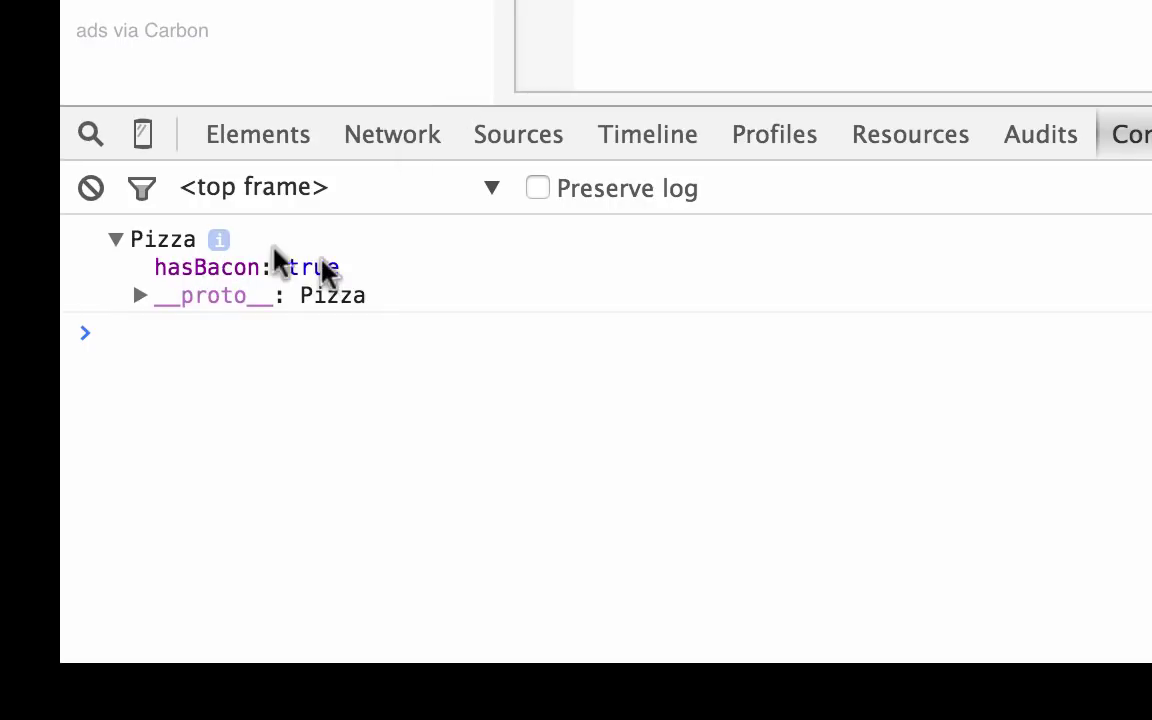 ads via Carbon
Elements Network Sources Timeline Profiles Resources Audits
<top frame> Preserve log
Pizza i
hasBacon: true
__proto__: Pizza